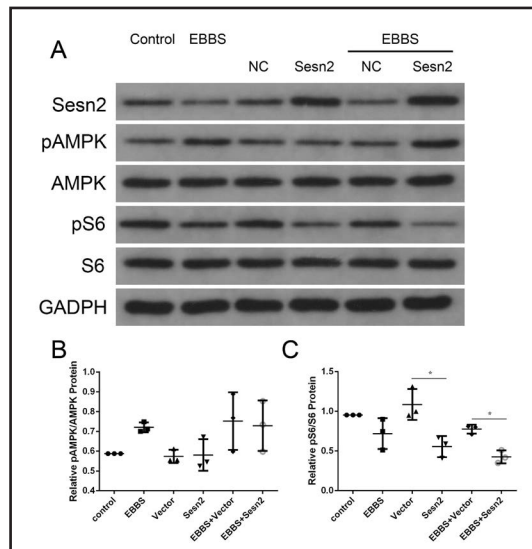 A
Control EBBS EBBS
NC Sesn2 NC Sesn2
Sesn2
pAMPK
AMPK
pS6
S6
GADPH
B
Relative pAMPK/AMPK Protein
1.0
0.9
0.8
0.7
0.6
0.5
0.4
control EBBS Vector Sesn2 EBBS+Vector EBBS+Sesn2
C
Relative pS6/S6 Protein
1.5
1.0
0.5
0.0
* *
control EBBS Vector Sesn2 EBBS+Vector EBBS+Sesn2